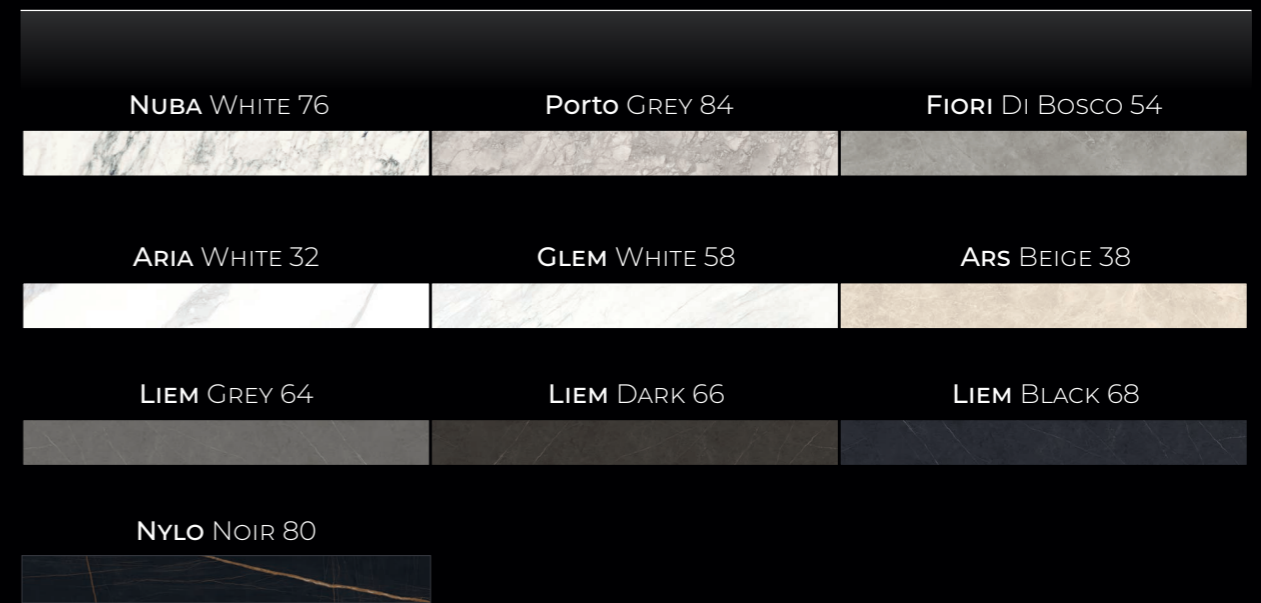 NUBA WHITE 76
Porto GREY 84
FIORI DI BOSCO 54
ARIA WHITE 32
GLEM WHITE 58
ARS BEIGE 38
LIEM GREY 64
LIEM DARK 66
LIEM BLACK 68
NYLO NOIR 80